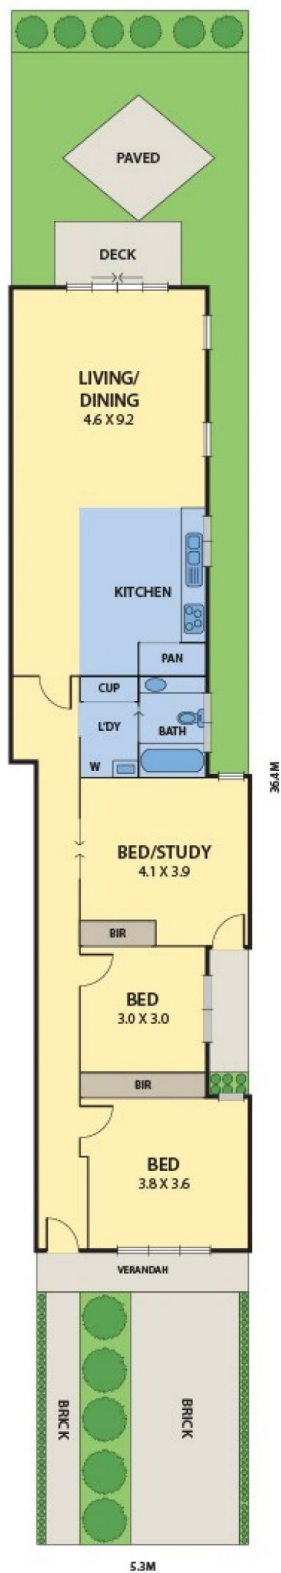 PAVED
DECK
LIVING/
DINING
4.6 X 9.2
KITCHEN
PAN
CUP
L'DY
BATH
W
36.4M
BED/STUDY
4.1 X 3.9
BIR
BED
3.0 X 3.0
BIR
BED
3.8 X 3.6
VERANDAH
BRICK
BRICK
5.3M